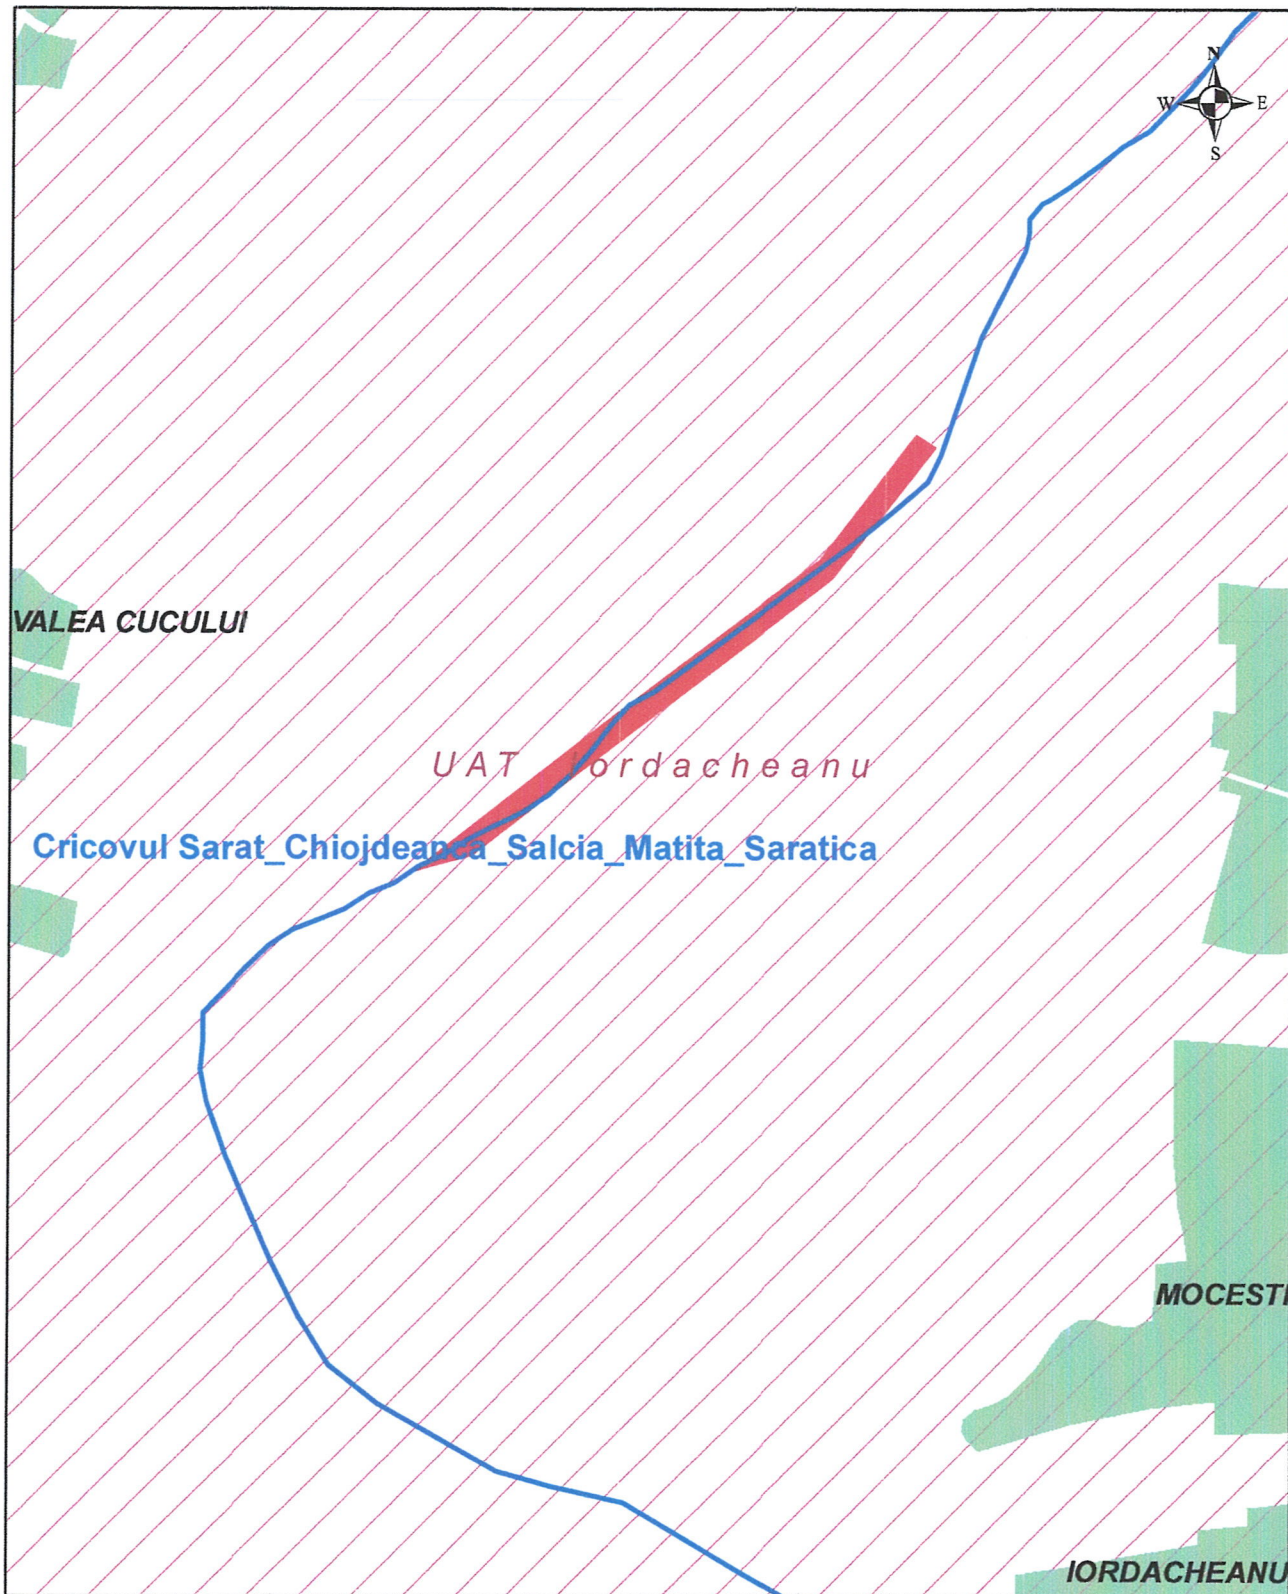 N
W E
S
VALEA CUCULUI
UAT Iordacheanu
Cricovul Sarat_Chiojdeanca_Salcia_Matita_Saratica
MOCESTI
IORDACHEANU